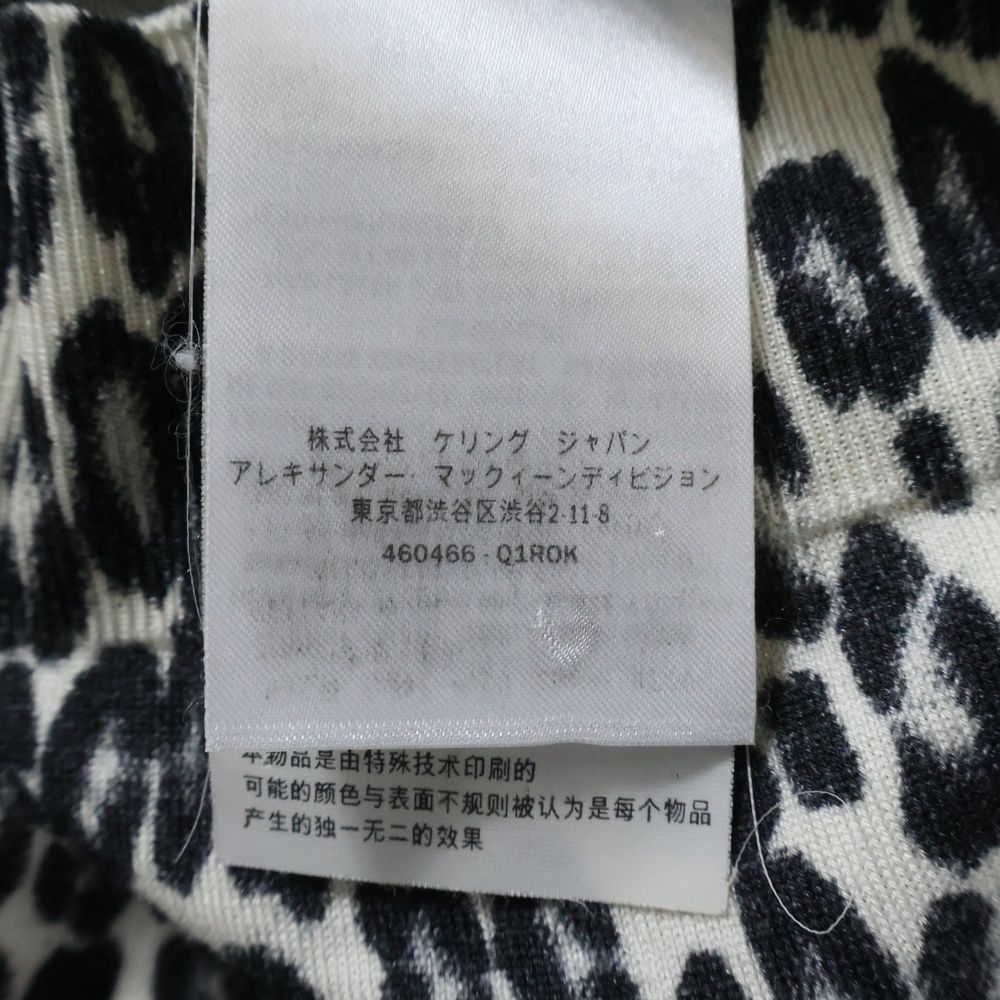 株式会社　ケリング　ジャパン
アレキサンダー・マックィーンディビジョン
東京都渋谷区渋谷2-11-8
460466 - Q1ROK
本物品是由特殊技术印刷的
可能的颜色与表面不规则被认为是每个物品
产生的独一无二的效果